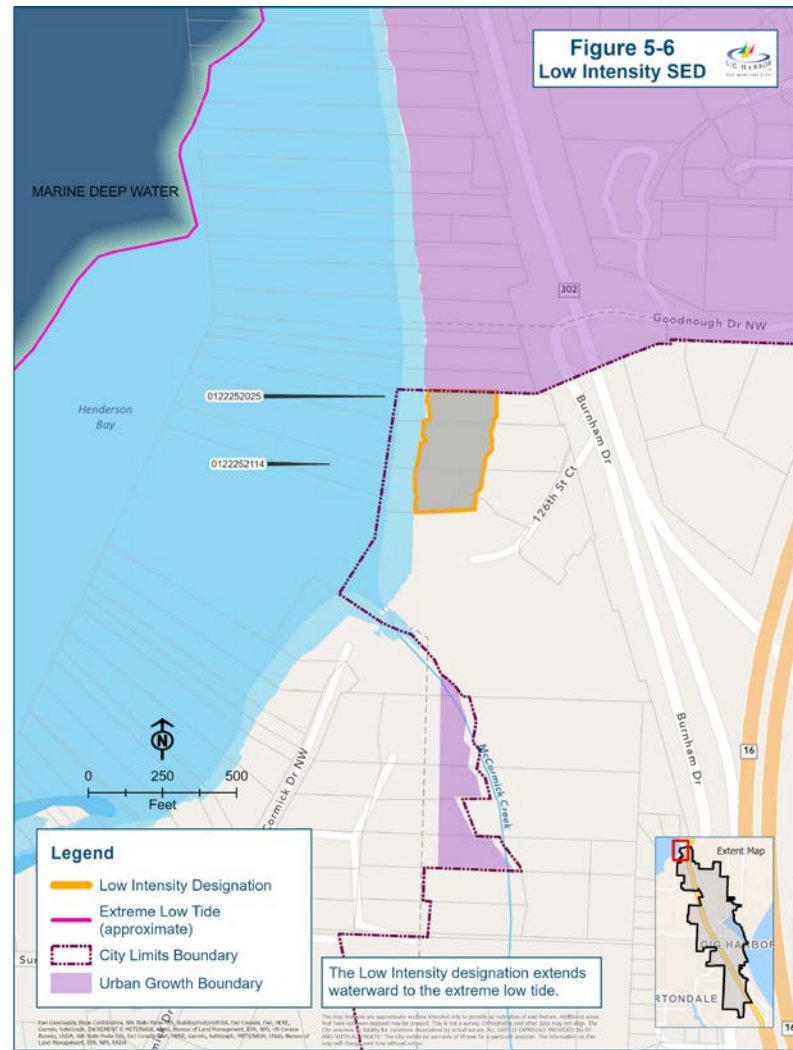 Figure 5-6
Low Intensity SED
GIG HARBOR
MARINE DEEP WATER
302
Goodnough Dr NW
0122252025
Henderson
Bay
Burnham Dr
0122252114
126th St Ct
N
0 250 500
Feet
cCormick Dr NW
McCormick Creek
Burnham Dr
16
Legend
Low Intensity Designation
Extreme Low Tide
(approximate)
City Limits Boundary
Urban Growth Boundary
Extent Map
GIG HARBOR
RTONDALE
Sun
16
The Low Intensity designation extends
waterward to the extreme low tide.